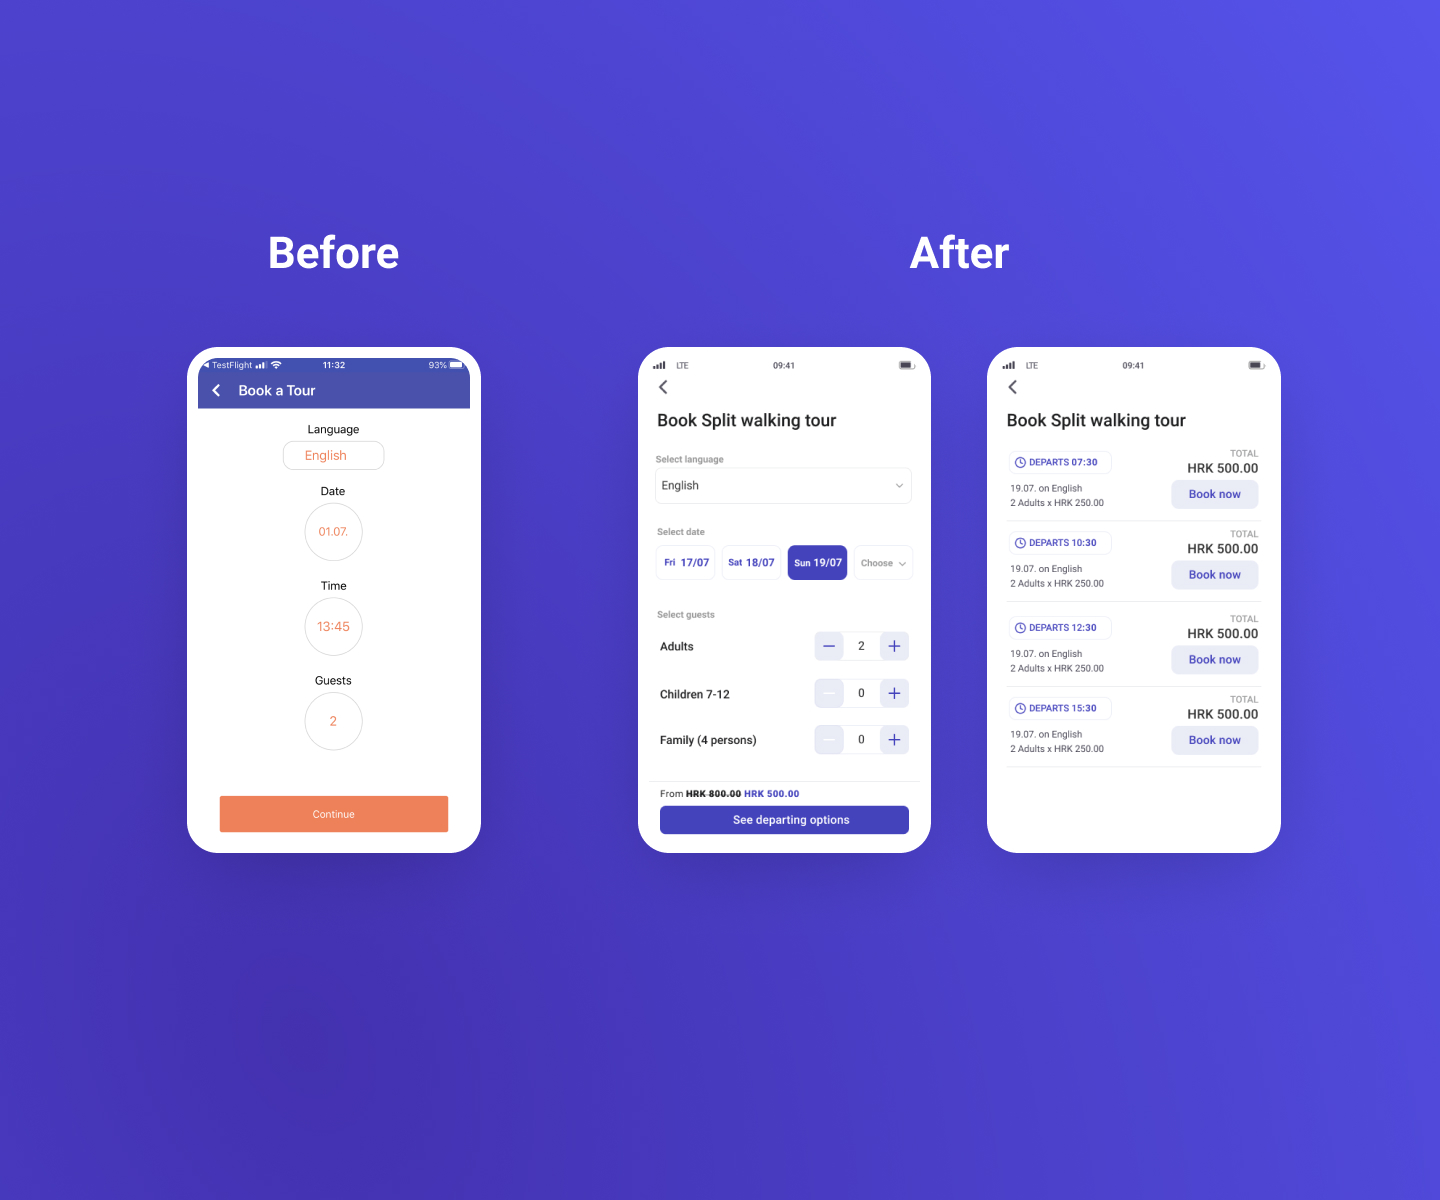 Before
After
TestFlight
11:32
93%
Book a Tour
Language
English
Date
01.07.
Time
13:45
Guests
2
Continue
LTE
09:41
Book Split walking tour
Select language
English
Select date
Fri 17/07
Sat 18/07
Sun 19/07
Choose
Select guests
Adults
2
Children 7-12
0
Family (4 persons)
0
From HRK 800.00 HRK 500.00
See departing options
LTE
09:41
Book Split walking tour
DEPARTS 07:30
TOTAL
HRK 500.00
19.07. on English
2 Adults x HRK 250.00
Book now
DEPARTS 10:30
TOTAL
HRK 500.00
19.07. on English
2 Adults x HRK 250.00
Book now
DEPARTS 12:30
TOTAL
HRK 500.00
19.07. on English
2 Adults x HRK 250.00
Book now
DEPARTS 15:30
TOTAL
HRK 500.00
19.07. on English
2 Adults x HRK 250.00
Book now